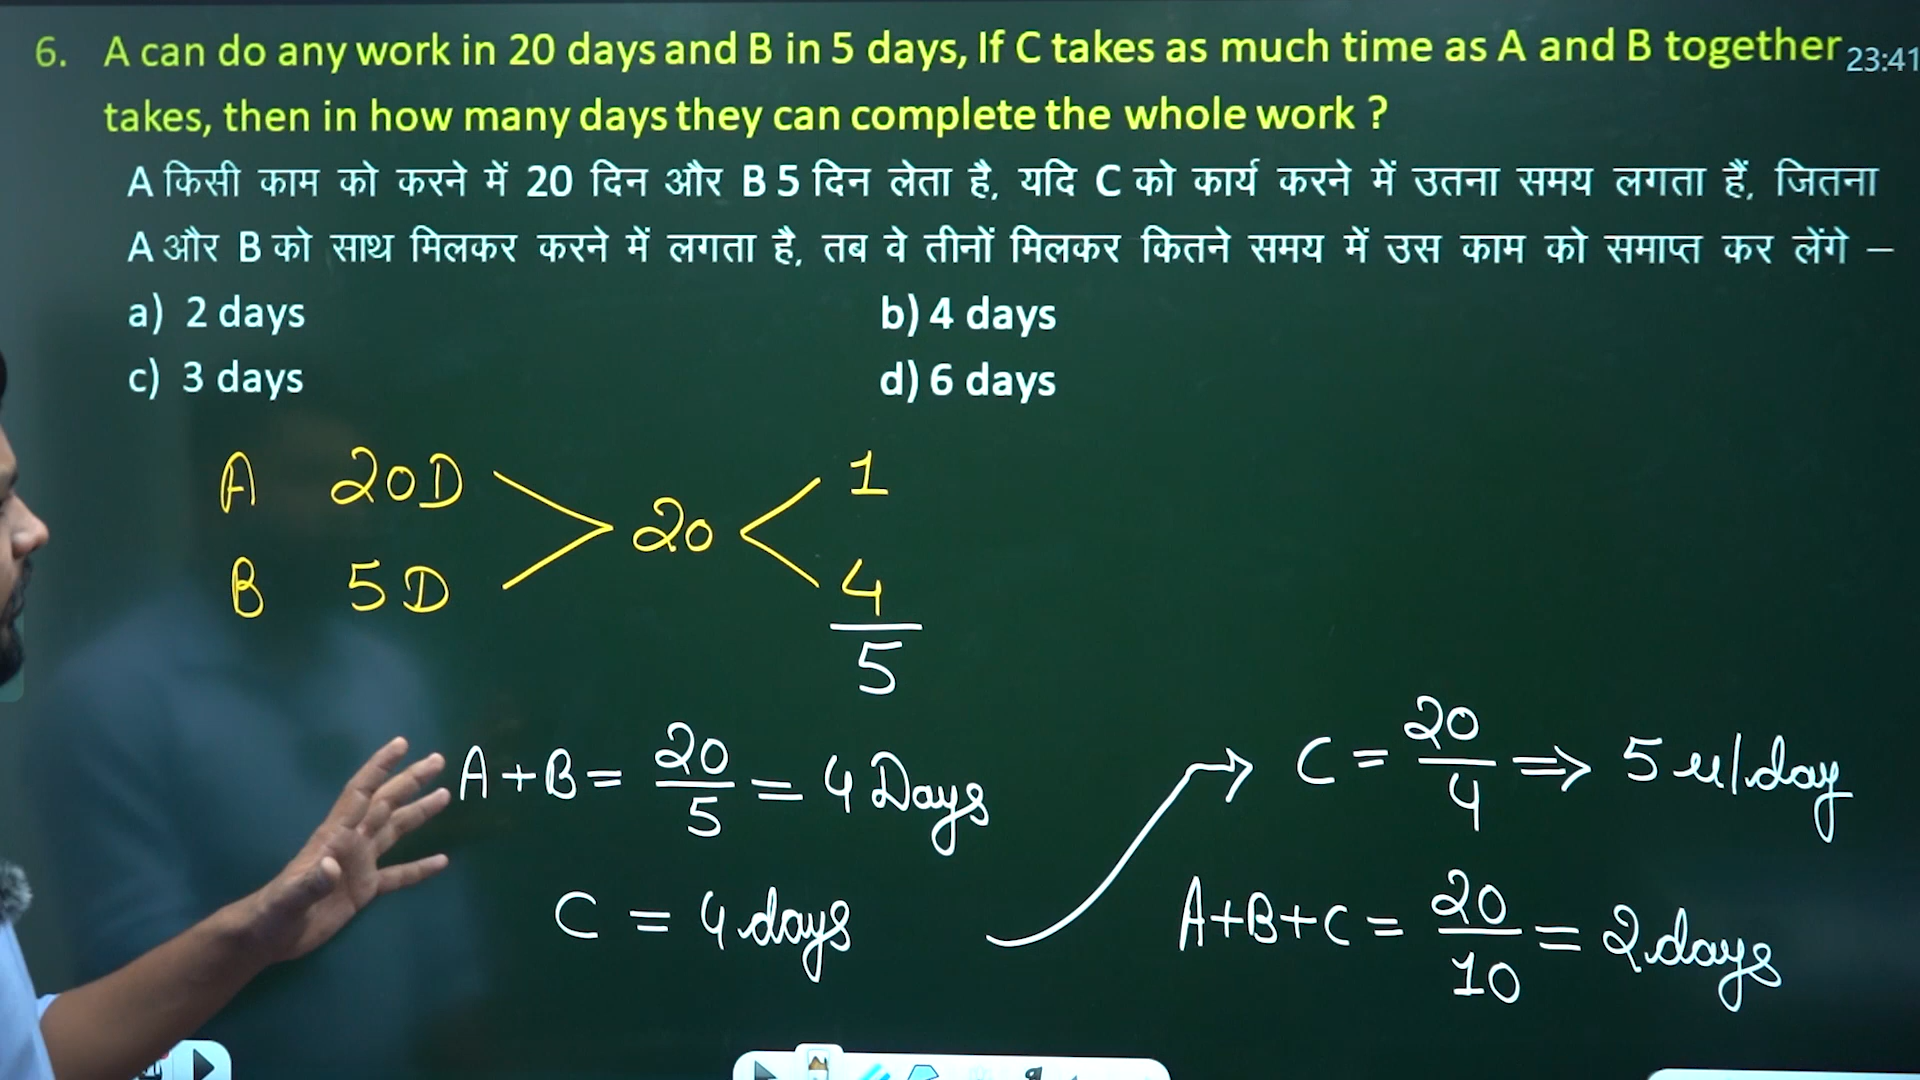 6. A can do any work in 20 days and B in 5 days, If C takes as much time as A and B together
23:41
takes, then in how many days they can complete the whole work ?
A किसी काम को करने में 20 दिन और B 5 दिन लेता है, यदि C को कार्य करने में उतना समय लगता हैं, जितना
A और B को साथ मिलकर करने में लगता है, तब वे तीनों मिलकर कितने समय में उस काम को समाप्त कर लेंगे –
a) 2 days b) 4 days
c) 3 days d) 6 days
A 20D 1
20
B 5D 4
5
A+B = 20/5 = 4 Days
C = 4 days
C = 20/4 ⇒ 5 u/day
A+B+C = 20/10 = 2 days